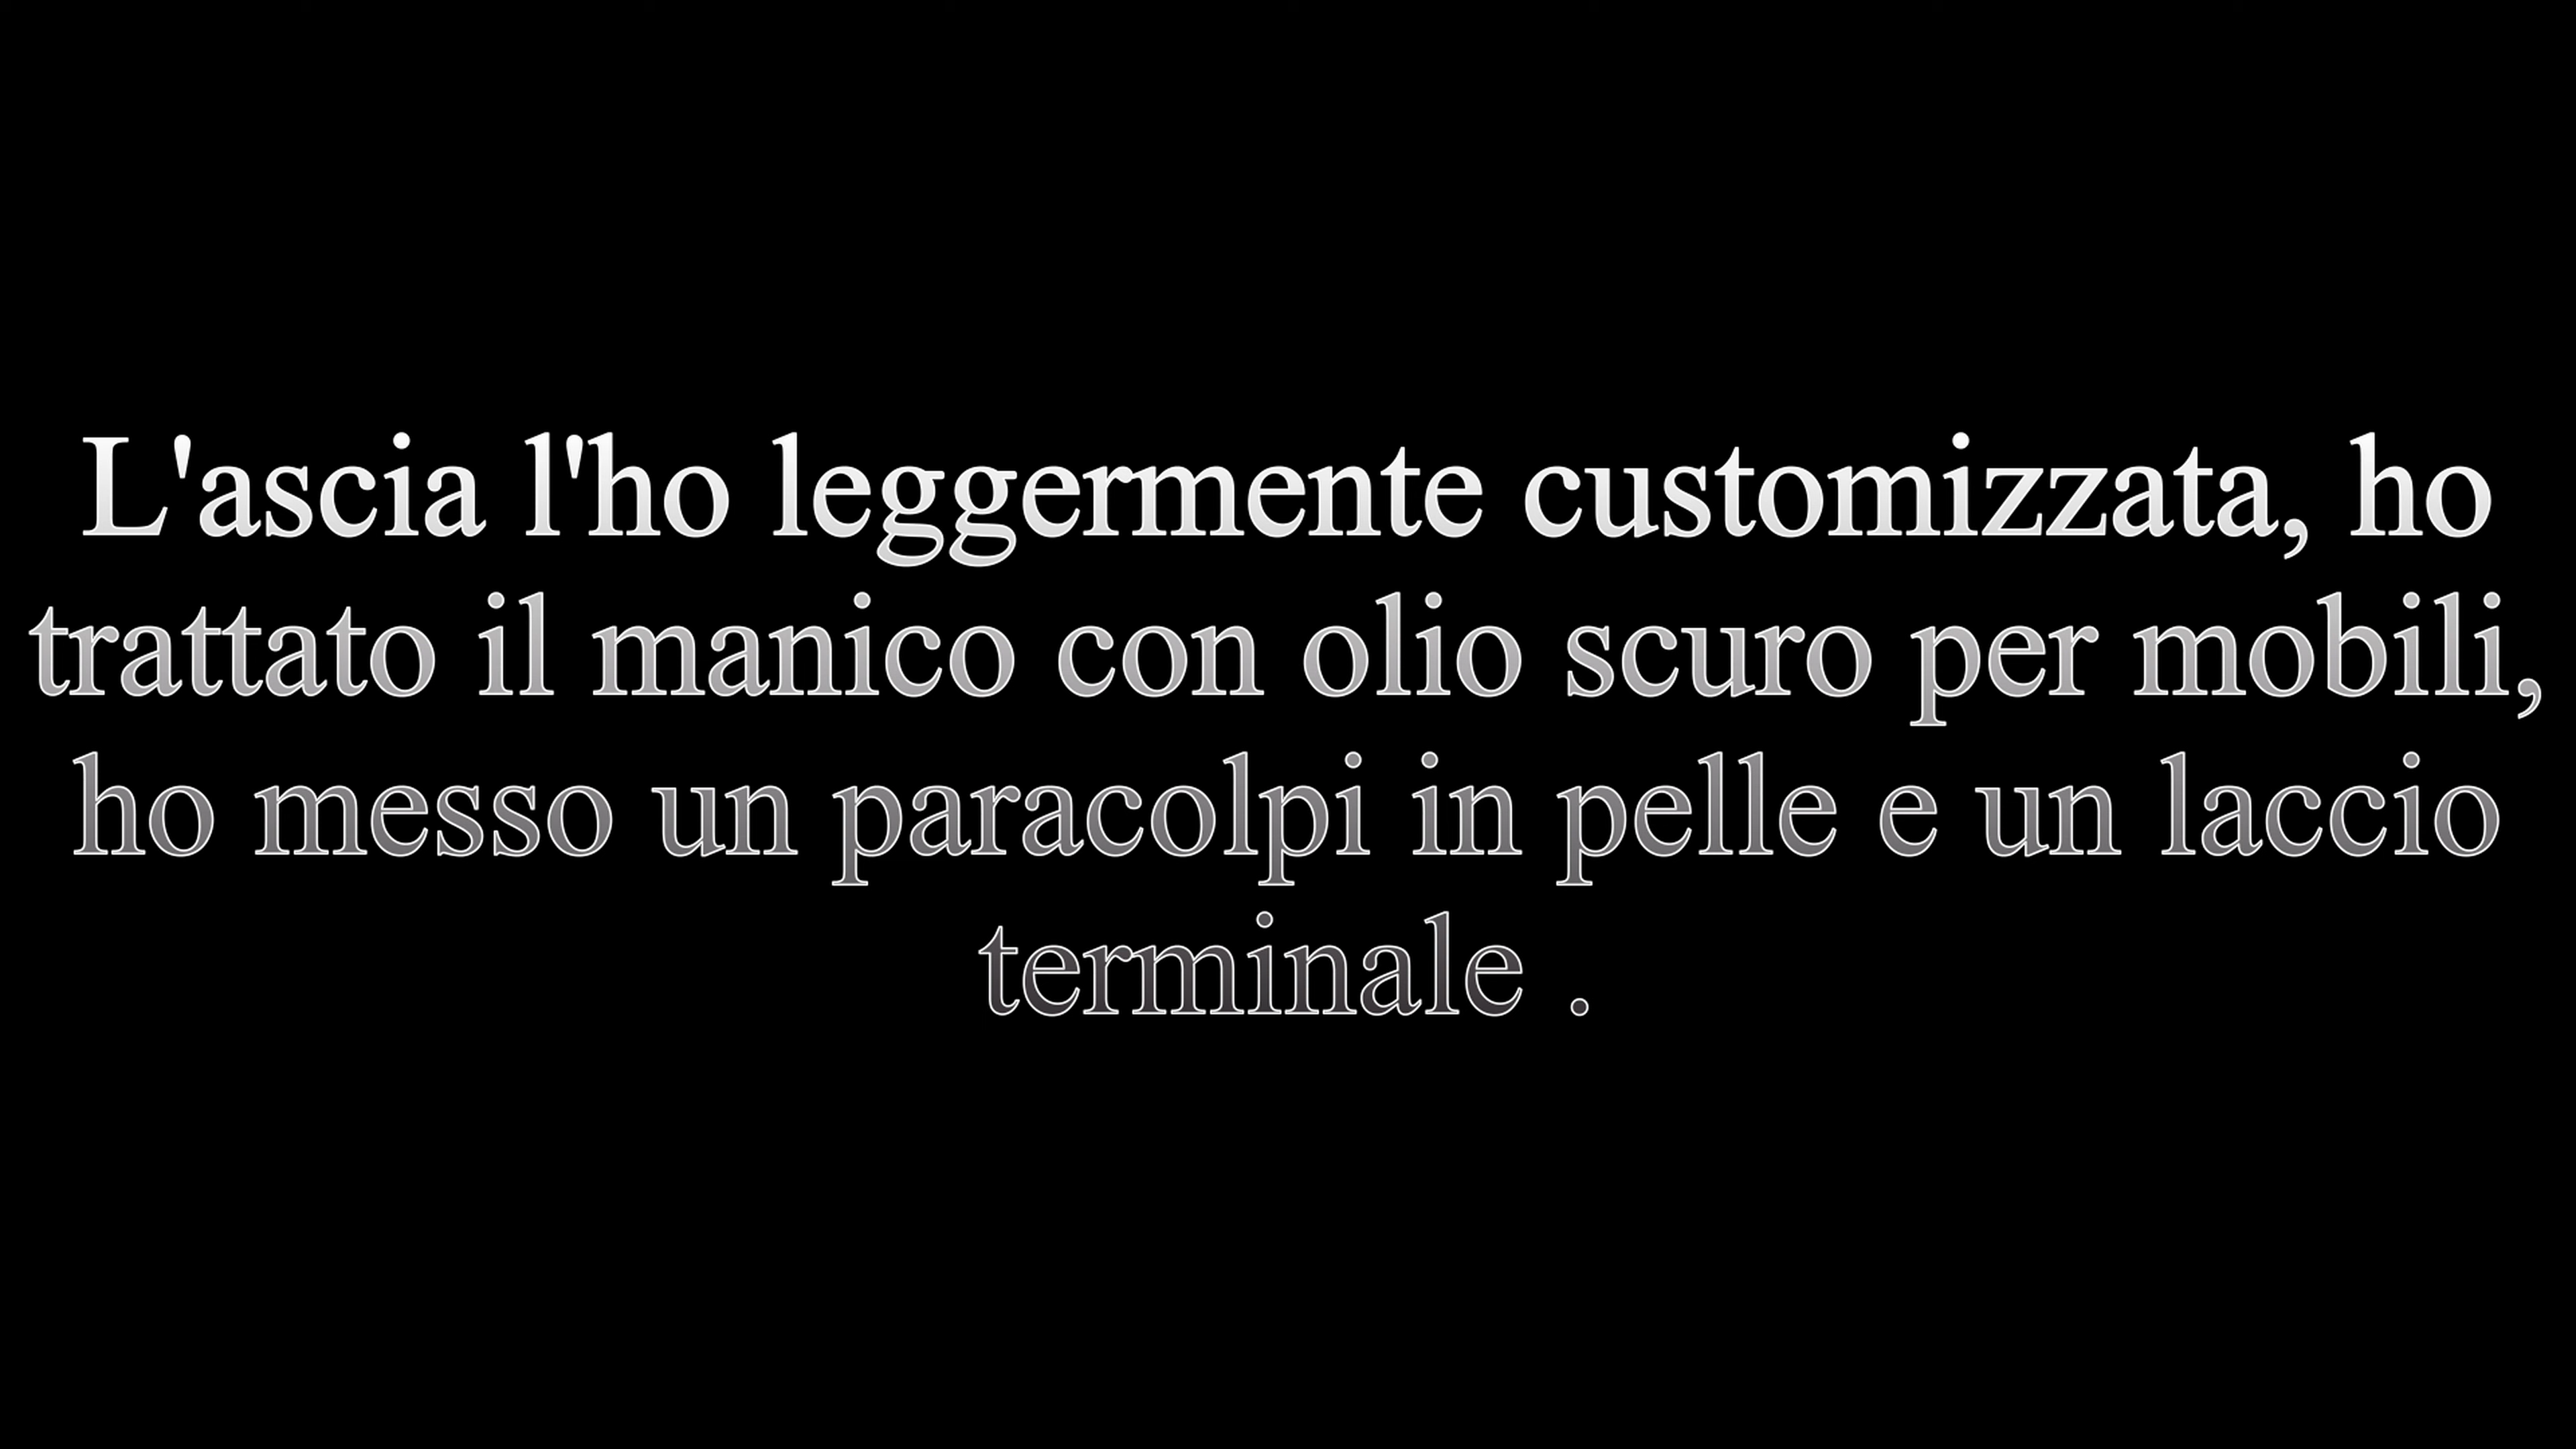 L'ascia l'ho leggermente customizzata, ho
trattato il manico con olio scuro per mobili,
ho messo un paracolpi in pelle e un laccio
terminale .